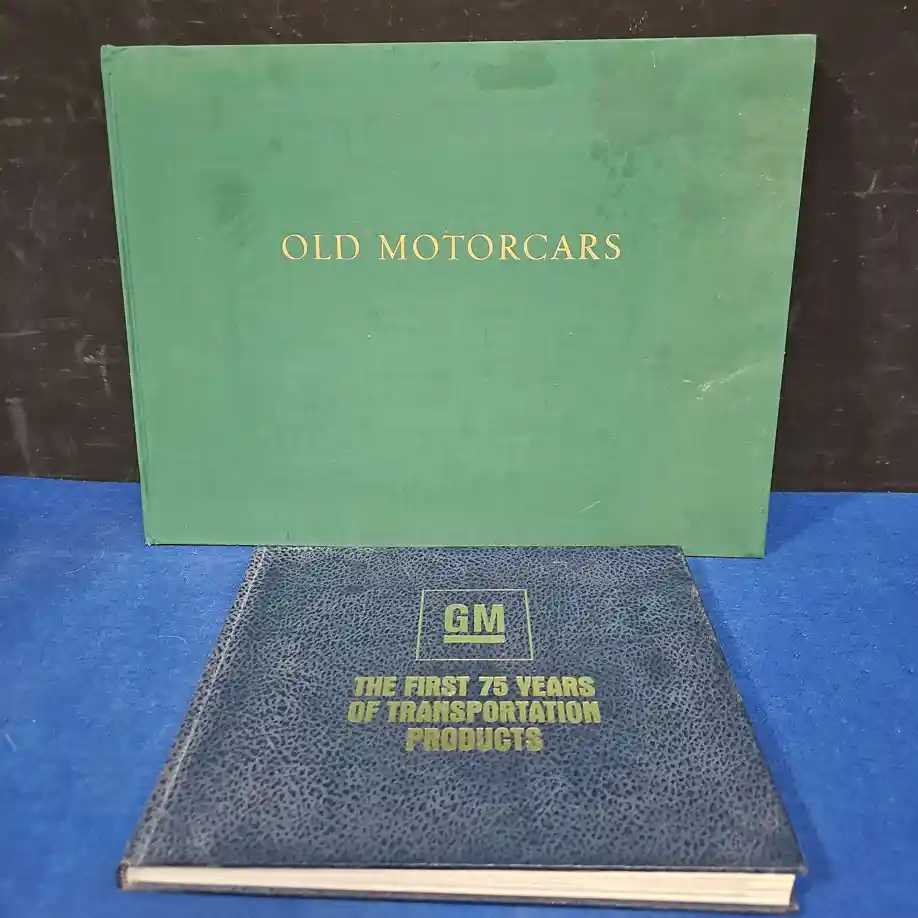 OLD MOTORCARS
GM
THE FIRST 75 YEARS
OF TRANSPORTATION
PRODUCTS